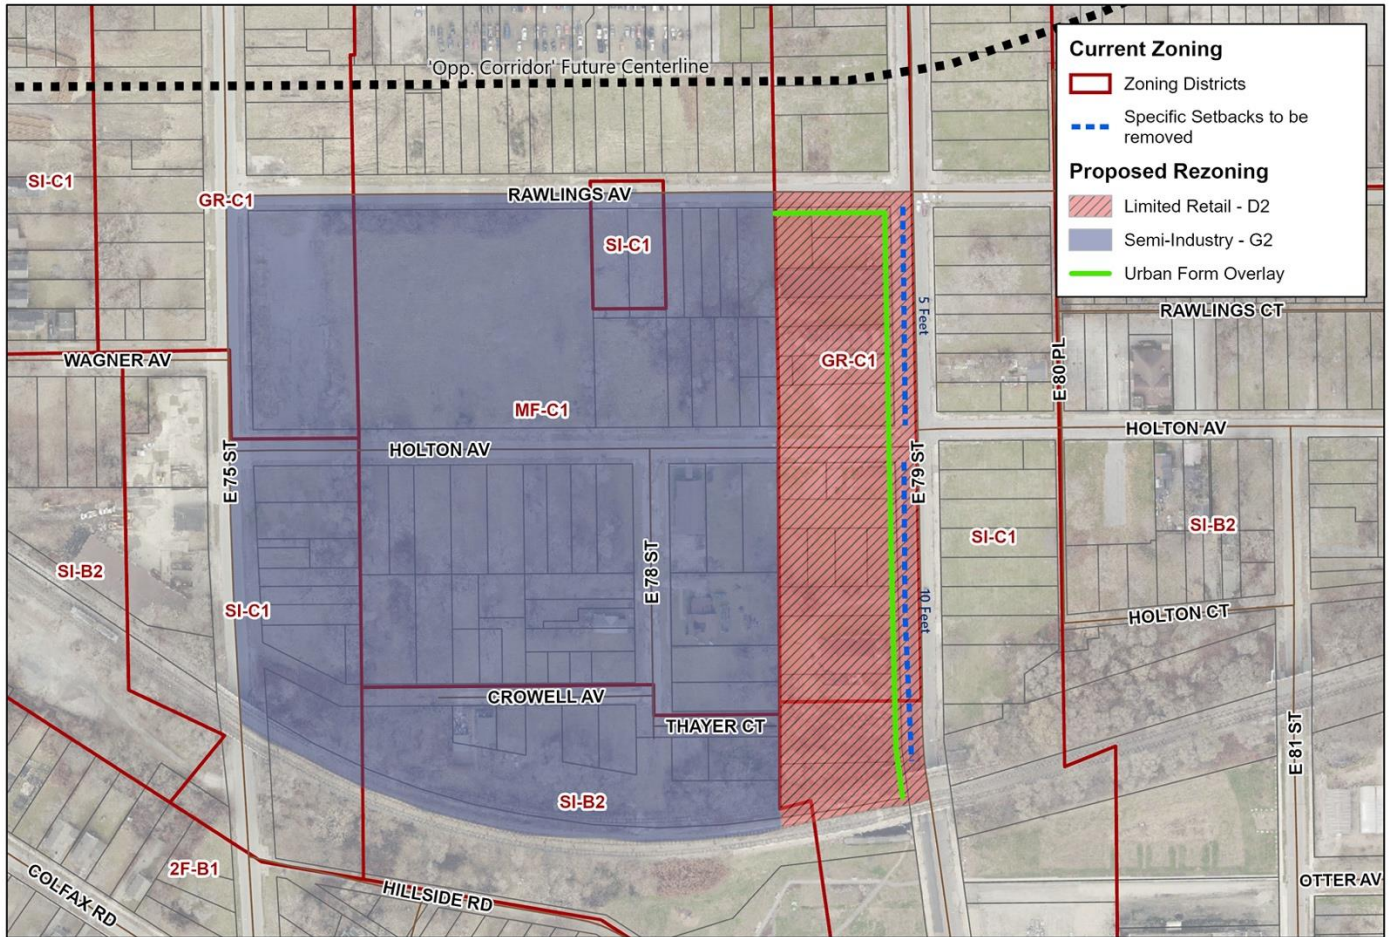 Current Zoning
Zoning Districts
Specific Setbacks to be
removed
Proposed Rezoning
Limited Retail - D2
Semi-Industry - G2
Urban Form Overlay
'Opp. Corridor' Future Centerline
SI-C1
GR-C1
RAWLINGS AV
SI-C1
RAWLINGS CT
5 Feet
WAGNER AV
GR-C1
E 80 PL
MF-C1
HOLTON AV
HOLTON AV
E 75 ST
E 79 ST
SI-B2
SI-C1
SI-B2
E 78 ST
SI-C1
10 Feet
HOLTON CT
CROWELL AV
THAYER CT
E 81 ST
SI-B2
2F-B1
OTTER AV
COLFAX RD
HILLSIDE RD